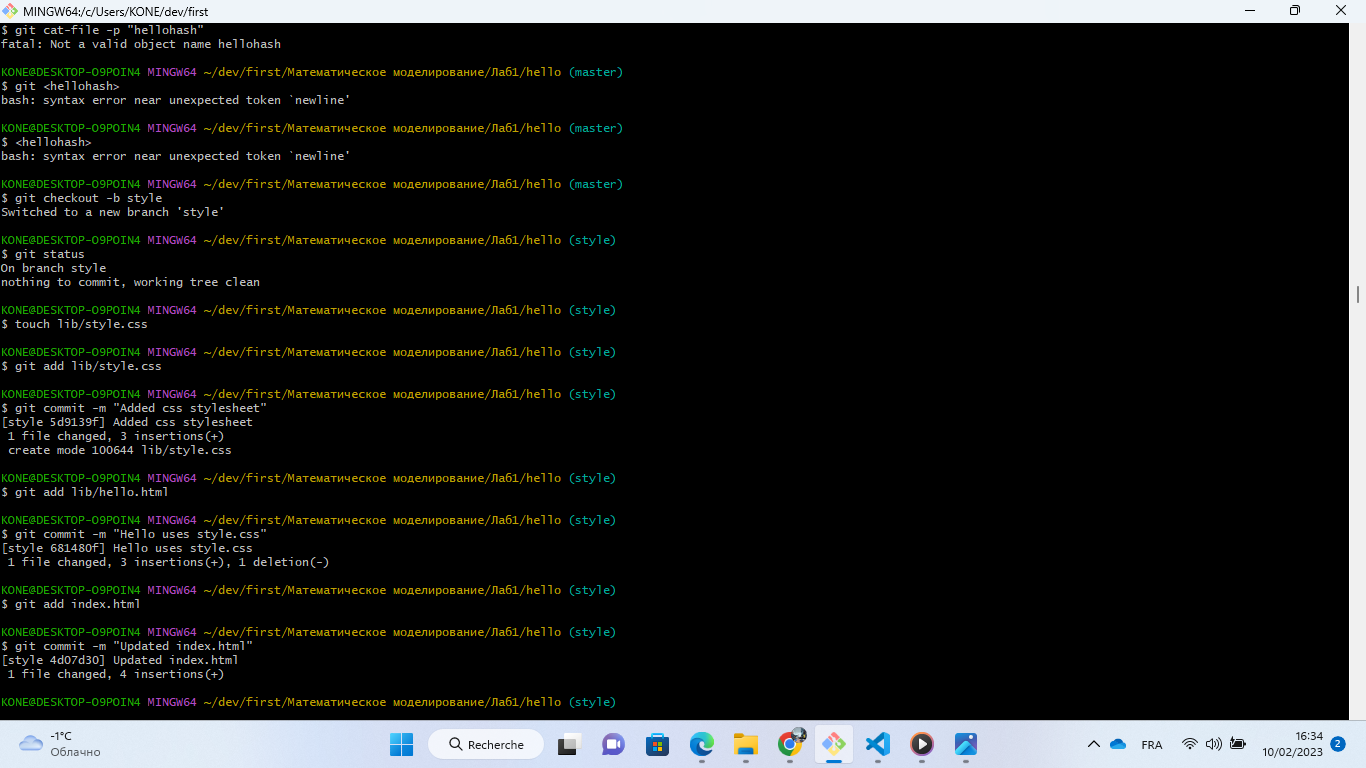 MINGW64:/c/Users/KONE/dev/first
$ git cat-file -p "hellohash"
fatal: Not a valid object name hellohash
KONE@DESKTOP-O9POIN4 MINGW64 ~/dev/first/Математическое моделирование/Лаб1/hello (master)
$ git <hellohash>
bash: syntax error near unexpected token `newline'
KONE@DESKTOP-O9POIN4 MINGW64 ~/dev/first/Математическое моделирование/Лаб1/hello (master)
$ <hellohash>
bash: syntax error near unexpected token `newline'
KONE@DESKTOP-O9POIN4 MINGW64 ~/dev/first/Математическое моделирование/Лаб1/hello (master)
$ git checkout -b style
Switched to a new branch 'style'
KONE@DESKTOP-O9POIN4 MINGW64 ~/dev/first/Математическое моделирование/Лаб1/hello (style)
$ git status
On branch style
nothing to commit, working tree clean
KONE@DESKTOP-O9POIN4 MINGW64 ~/dev/first/Математическое моделирование/Лаб1/hello (style)
$ touch lib/style.css
KONE@DESKTOP-O9POIN4 MINGW64 ~/dev/first/Математическое моделирование/Лаб1/hello (style)
$ git add lib/style.css
KONE@DESKTOP-O9POIN4 MINGW64 ~/dev/first/Математическое моделирование/Лаб1/hello (style)
$ git commit -m "Added css stylesheet"
[style 5d9139f] Added css stylesheet
1 file changed, 3 insertions(+)
create mode 100644 lib/style.css
KONE@DESKTOP-O9POIN4 MINGW64 ~/dev/first/Математическое моделирование/Лаб1/hello (style)
$ git add lib/hello.html
KONE@DESKTOP-O9POIN4 MINGW64 ~/dev/first/Математическое моделирование/Лаб1/hello (style)
$ git commit -m "Hello uses style.css"
[style 681480f] Hello uses style.css
1 file changed, 3 insertions(+), 1 deletion(-)
KONE@DESKTOP-O9POIN4 MINGW64 ~/dev/first/Математическое моделирование/Лаб1/hello (style)
$ git add index.html
KONE@DESKTOP-O9POIN4 MINGW64 ~/dev/first/Математическое моделирование/Лаб1/hello (style)
$ git commit -m "Updated index.html"
[style 4d07d30] Updated index.html
1 file changed, 4 insertions(+)
KONE@DESKTOP-O9POIN4 MINGW64 ~/dev/first/Математическое моделирование/Лаб1/hello (style)
-1°C
Облачно
Recherche
FRA
16:34
10/02/2023
2